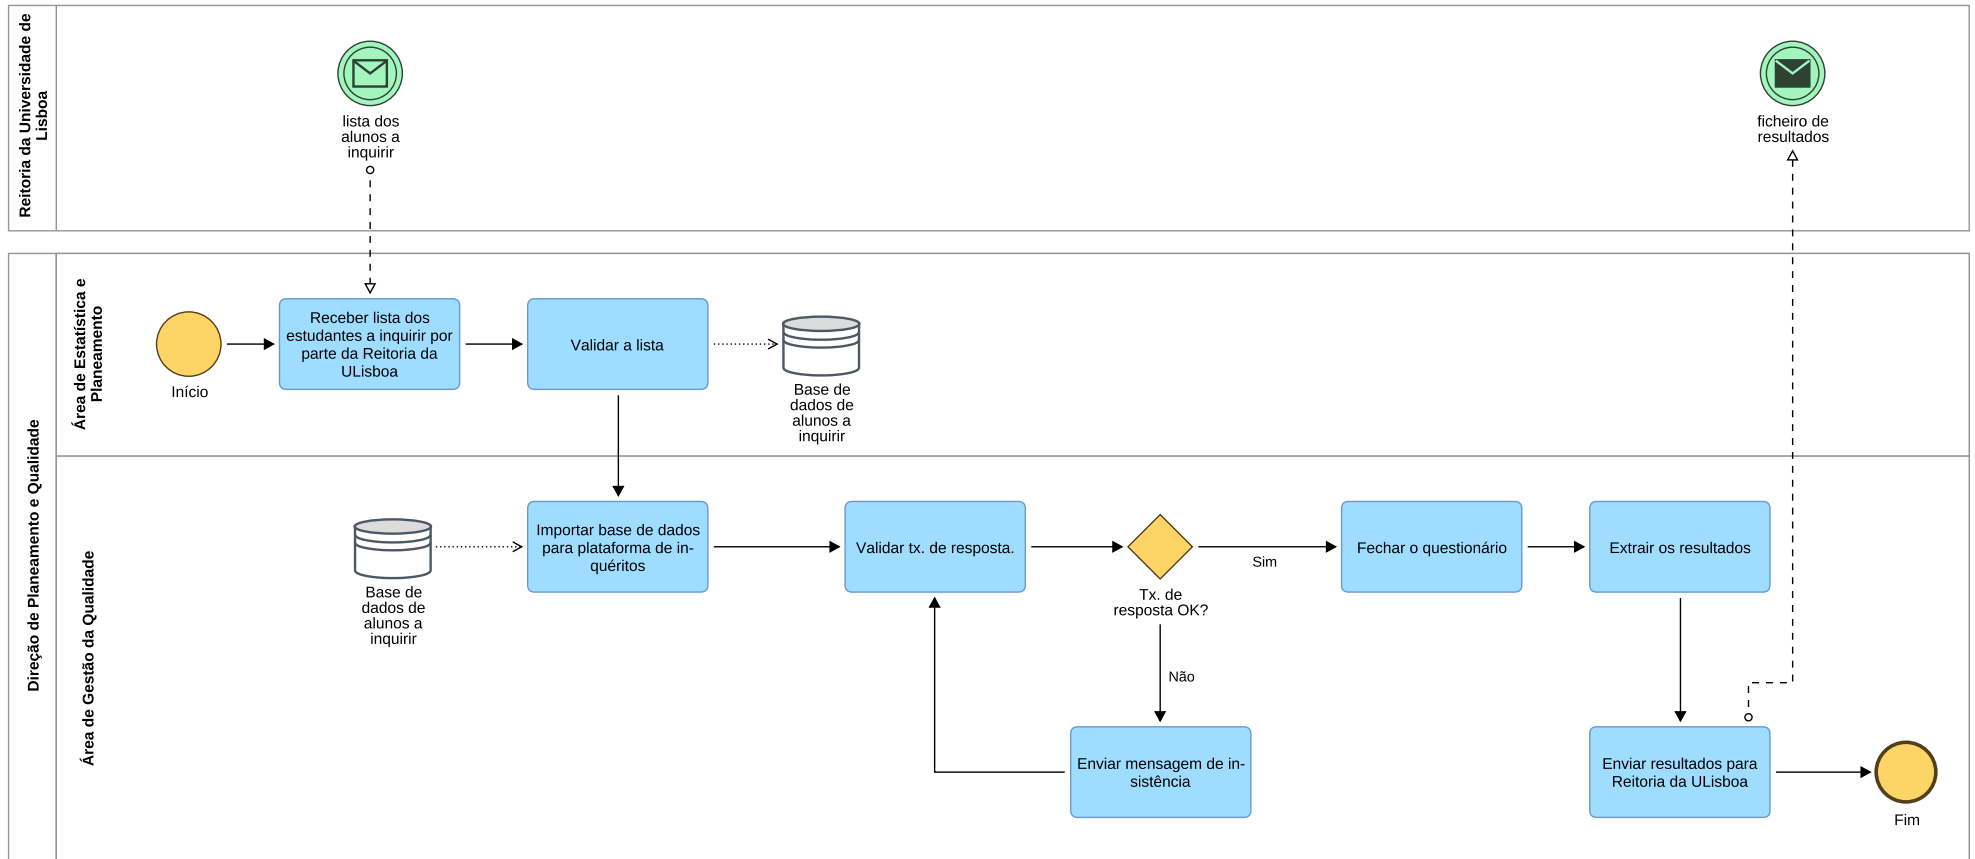 Reitoria da Universidade de
Lisboa
lista dos
alunos a
inquirir
ficheiro de
resultados
Direção de Planeamento e Qualidade
Área de Estatística e
Planeamento
Início
Receber lista dos
estudantes a inquirir por
parte da Reitoria da
ULisboa
Validar a lista
Base de
dados de
alunos a
inquirir
Área de Gestão da Qualidade
Base de
dados de
alunos a
inquirir
Importar base de dados
para plataforma de in-
quéritos
Validar tx. de resposta.
Tx. de
resposta OK?
Sim
Não
Fechar o questionário
Extrair os resultados
Enviar mensagem de in-
sistência
Enviar resultados para
Reitoria da ULisboa
Fim